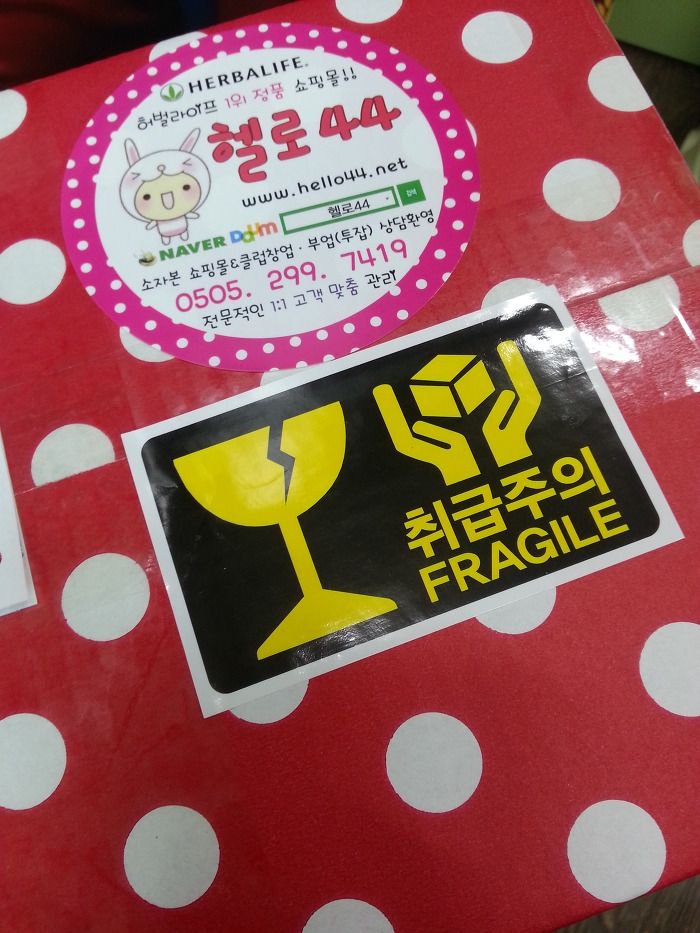 HERBALIFE.
허벌라이프 1위! 정품 쇼핑몰!!
헬로 44
www.hello44.net
헬로44 검색
NAVER Daum
소자본 쇼핑몰&클럽창업 · 부업(투잡) 상담환영
0505. 299. 7419
전문적인 1:1 고객 맞춤 관리
취급주의
FRAGILE